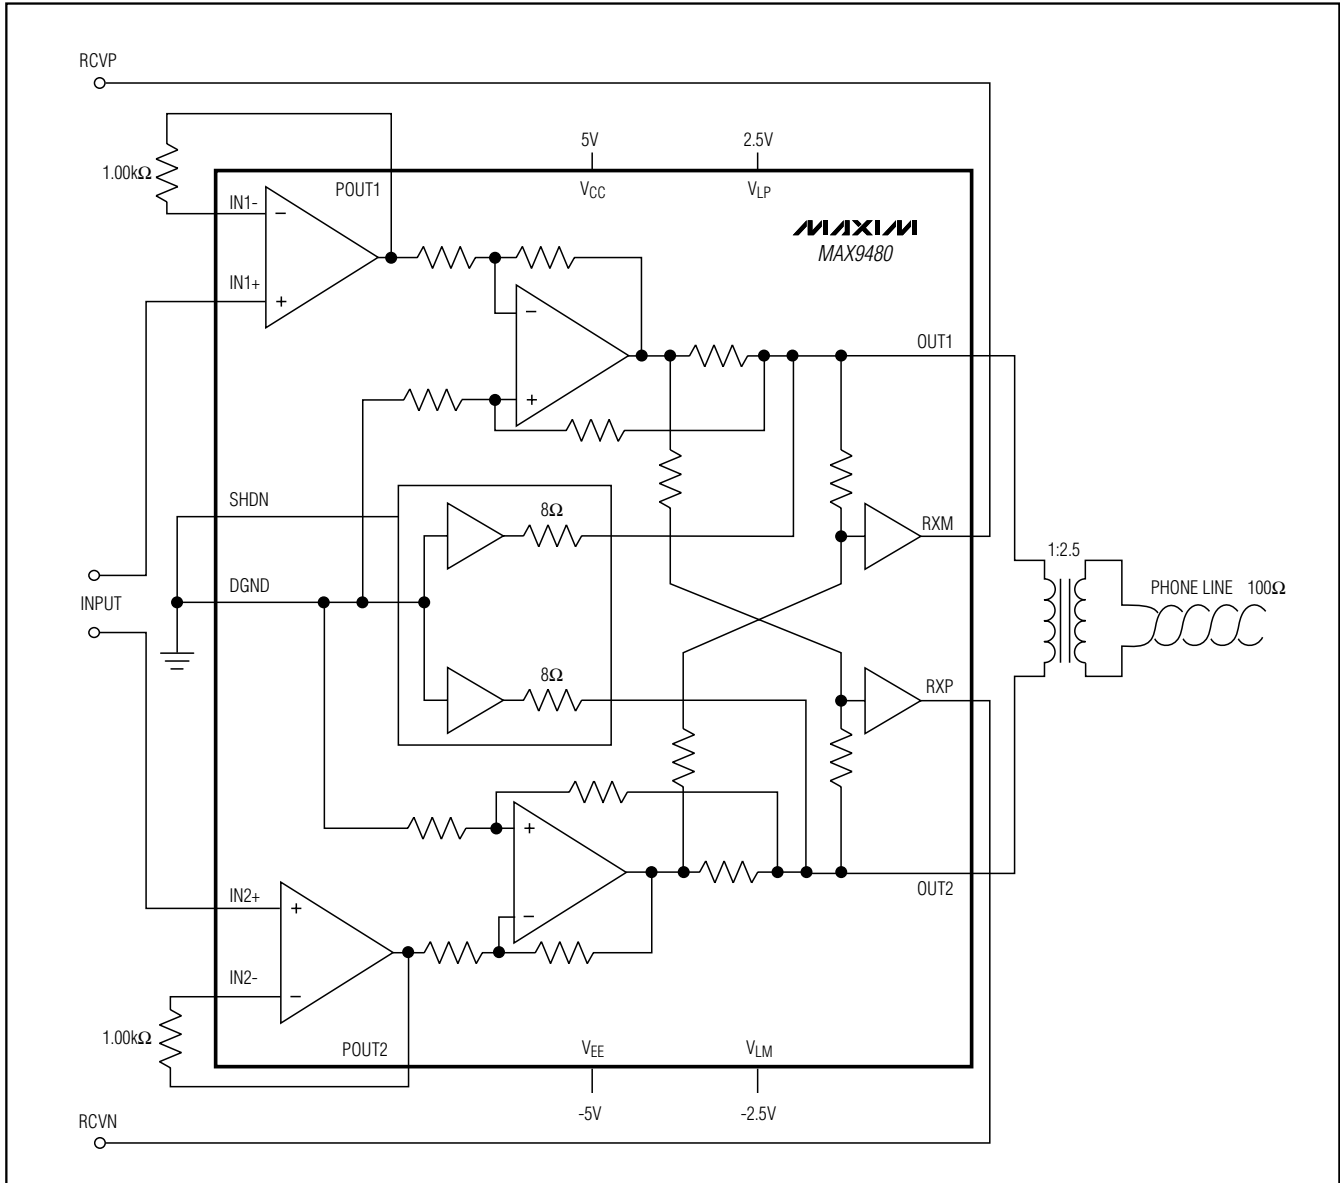 RCVP
1.00kΩ
POUT1
5V
2.5V
VCC
VLP
IN1-
−
MAXIM
MAX9480
IN1+
+
−
OUT1
+
SHDN
8Ω
RXM
1:2.5
INPUT
DGND
PHONE LINE 100Ω
8Ω
RXP
+
OUT2
IN2+
+
−
IN2-
−
1.00kΩ
POUT2
VEE
VLM
-5V
-2.5V
RCVN